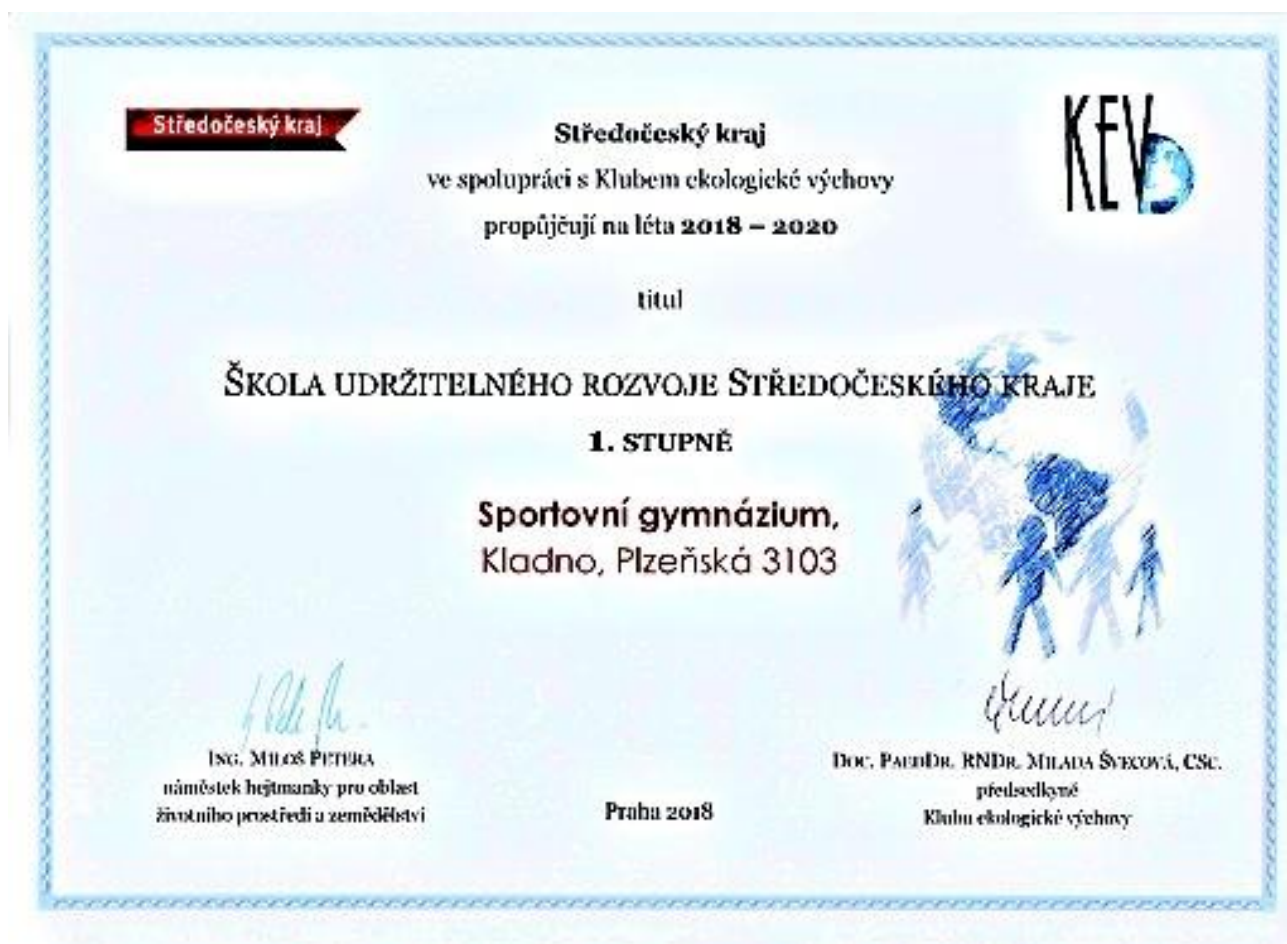 Středočeský kraj
KEV
Středočeský kraj
ve spolupráci s Klubem ekologické výchovy
propůjčují na léta 2018 – 2020
titul
ŠKOLA UDRŽITELNÉHO ROZVOJE STŘEDOČESKÉHO KRAJE
1. STUPNĚ
Sportovní gymnázium,
Kladno, Plzeňská 3103
ING. MILOŠ PETERA
náměstek hejtmanky pro oblast
životního prostředí a zemědělství
Praha 2018
DOC. PAEDDR. RNDR. MILADA ŠVECOVÁ, CSC.
předsedkyně
Klubu ekologické výchovy